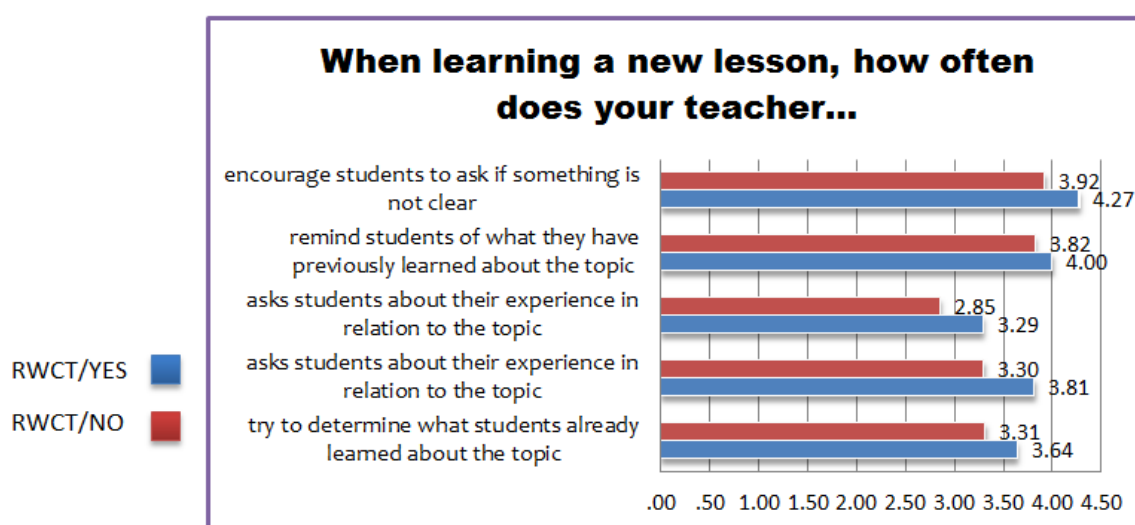 When learning a new lesson, how often
does your teacher...
encourage students to ask if something is
not clear
3.92
4.27
remind students of what they have
previously learned about the topic
3.82
4.00
asks students about their experience in
relation to the topic
2.85
3.29
RWCT/YES
asks students about their experience in
relation to the topic
3.30
3.81
RWCT/NO
try to determine what students already
learned about the topic
3.31
3.64
.00 .50 1.00 1.50 2.00 2.50 3.00 3.50 4.00 4.50